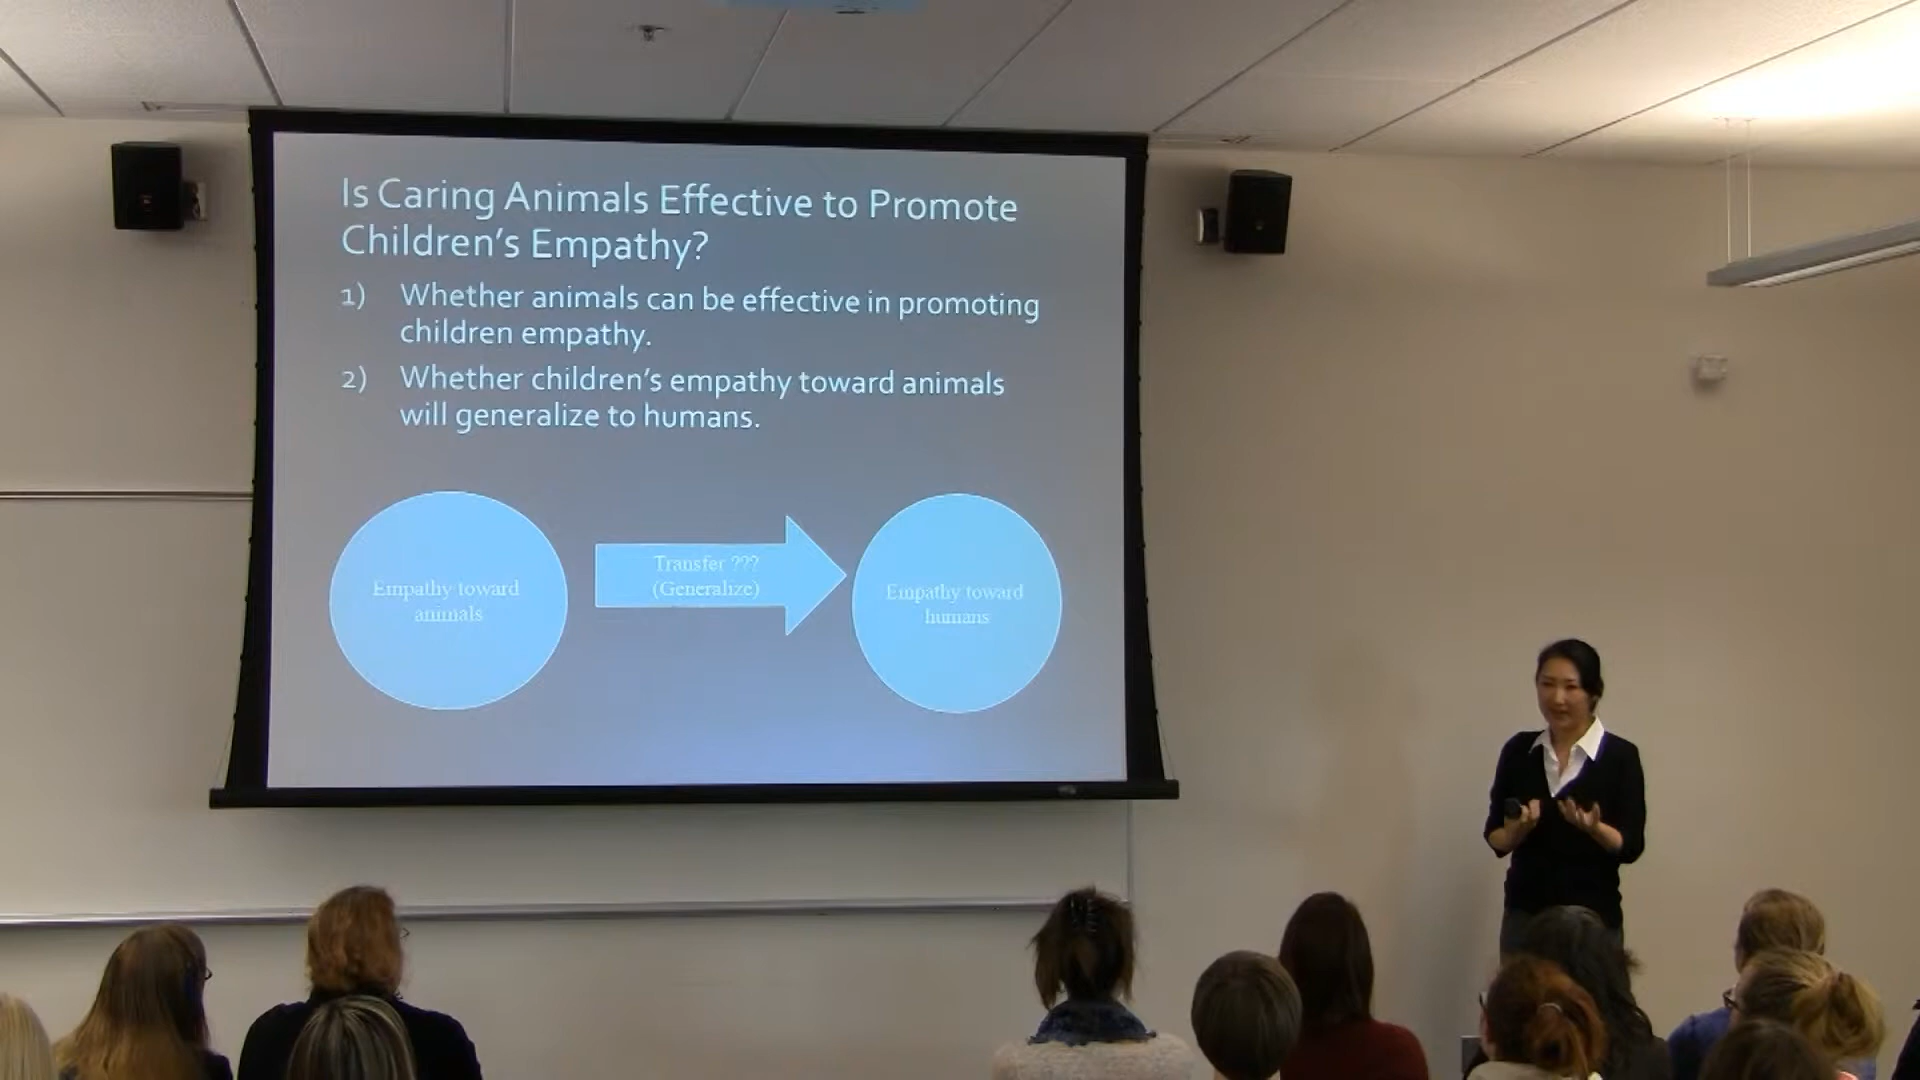 Is Caring Animals Effective to Promote
Children's Empathy?
1) Whether animals can be effective in promoting
children empathy.
2) Whether children's empathy toward animals
will generalize to humans.
Empathy toward
animals
Transfer ???
(Generalize)
Empathy toward
humans